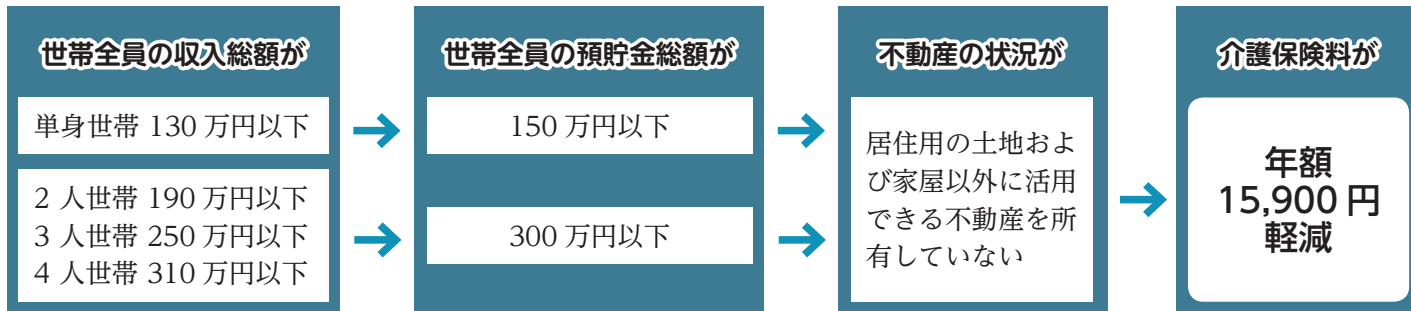 世帯全員の収入総額が
単身世帯 130 万円以下
2 人世帯 190 万円以下
3 人世帯 250 万円以下
4 人世帯 310 万円以下
世帯全員の預貯金総額が
150 万円以下
300 万円以下
不動産の状況が
居住用の土地およ
び家屋以外に活用
できる不動産を所
有していない
介護保険料が
年額
15,900 円
軽減